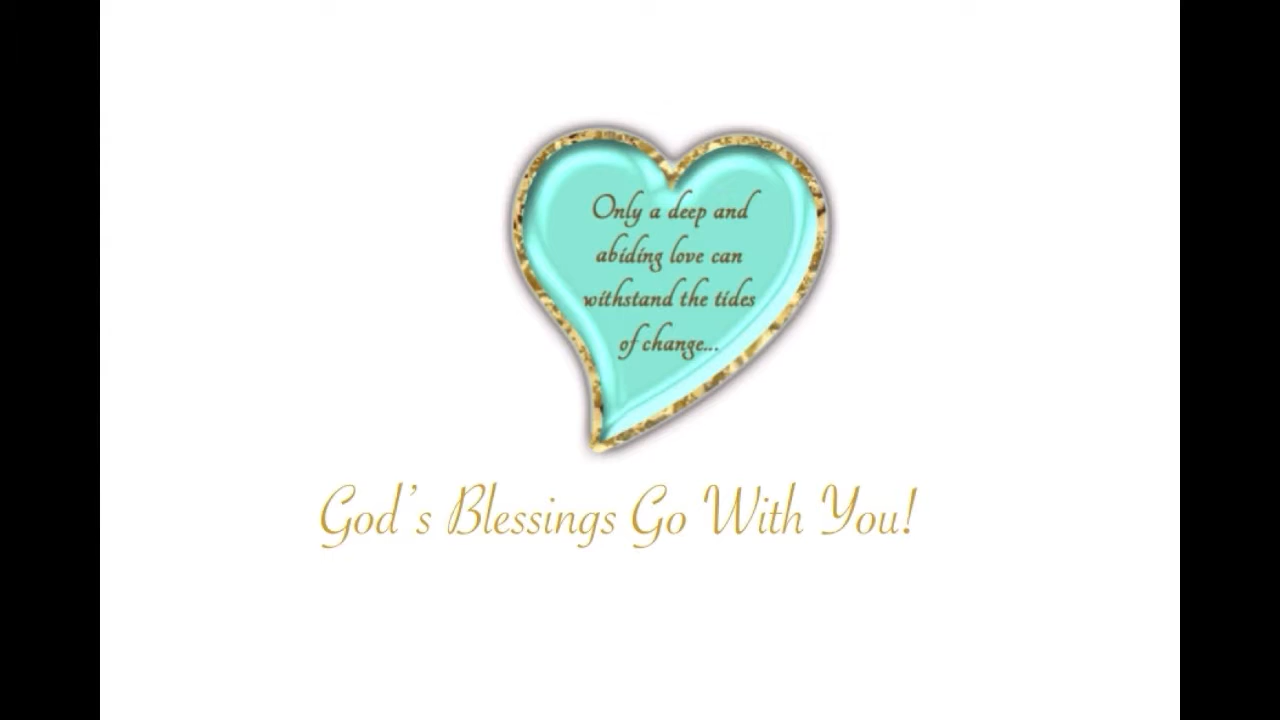 Only a deep and
abiding love can
withstand the tides
of change...
God's Blessings Go With You!